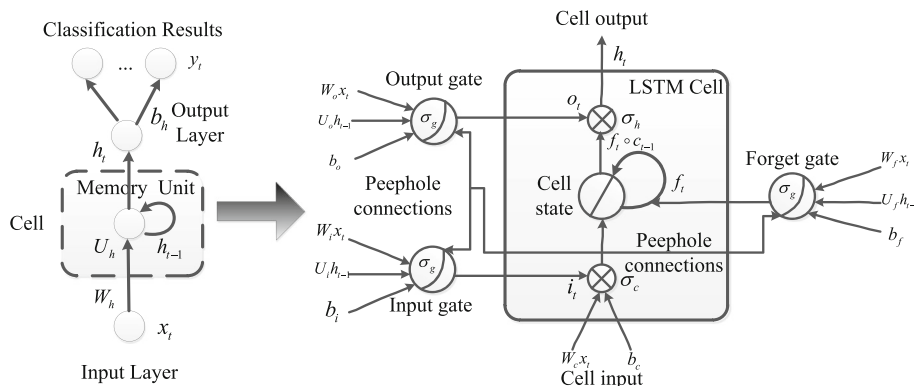 Classification Results
... y_t
b_h Output
Layer
h_t
Memory Unit
Cell
U_h h_{t-1}
W_h
x_t
Input Layer
Cell output
h_t
LSTM Cell
Output gate
W_o x_t
U_o h_{t-1}
b_o
σ_g
o_t
σ_h
f_t ∘ c_{t-1}
Peephole
connections
Cell
state
f_t
Forget gate
σ_g
W_f x_t
U_f h_{t-}
b_f
W_i x_t
U_i h_{t-1}
b_i
σ_g
Input gate
i_t
σ_c
Peephole
connections
W_c x_t b_c
Cell input